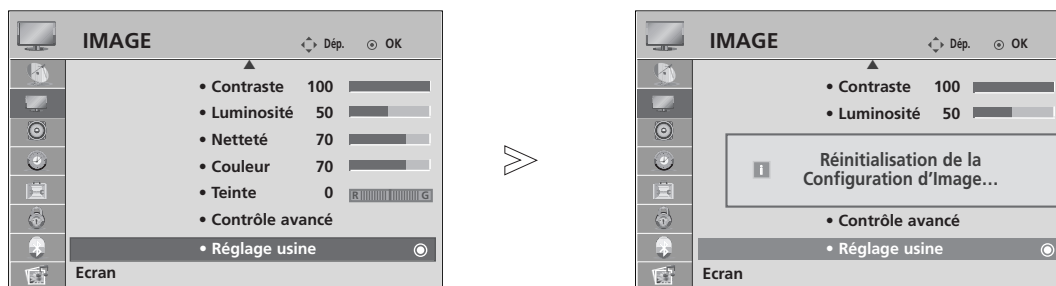 IMAGE Dép. OK
• Contraste 100
• Luminosité 50
• Netteté 70
• Couleur 70
• Teinte 0 R G
• Contrôle avancé
• Réglage usine
Ecran
IMAGE Dép. OK
• Contraste 100
• Luminosité 50
i Réinitialisation de la
Configuration d’Image...
• Contrôle avancé
• Réglage usine
Ecran